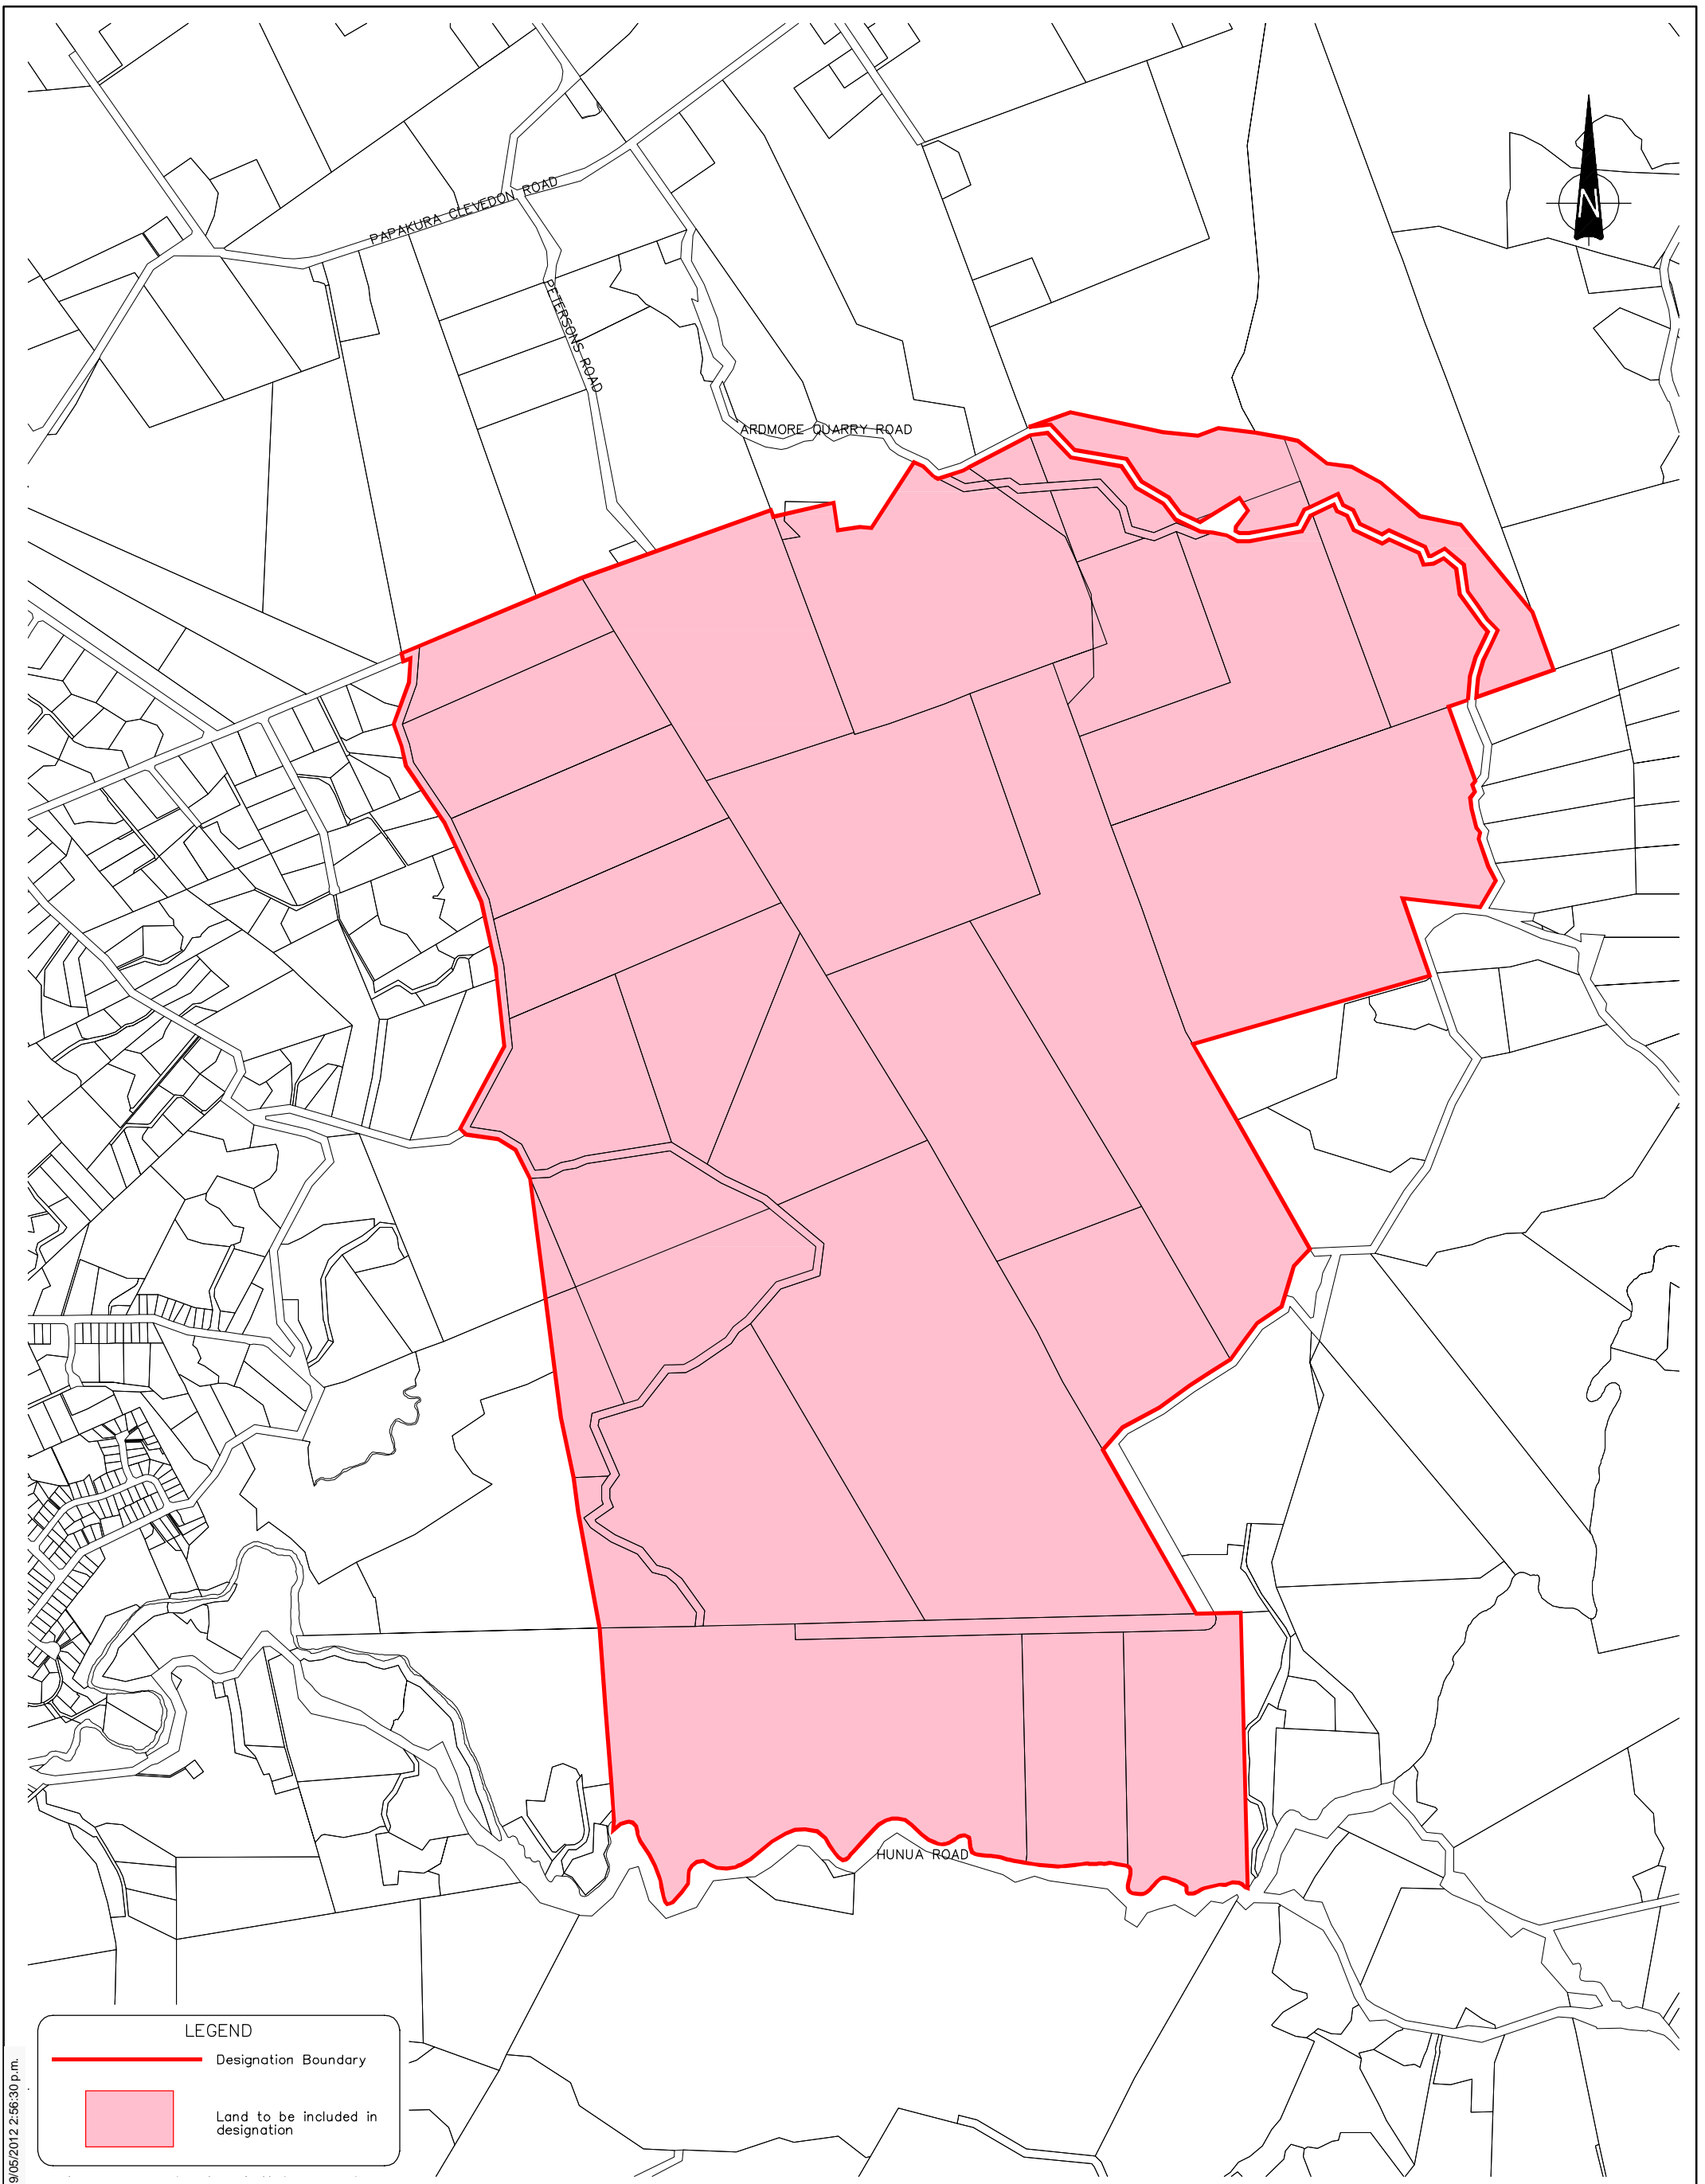 N
PAPAKURA CLEVEDON ROAD
PETERSONS ROAD
ARDMORE QUARRY ROAD
HUNUA ROAD
LEGEND
Designation Boundary
Land to be included in
designation
9/05/2012 2:56:30 p.m.